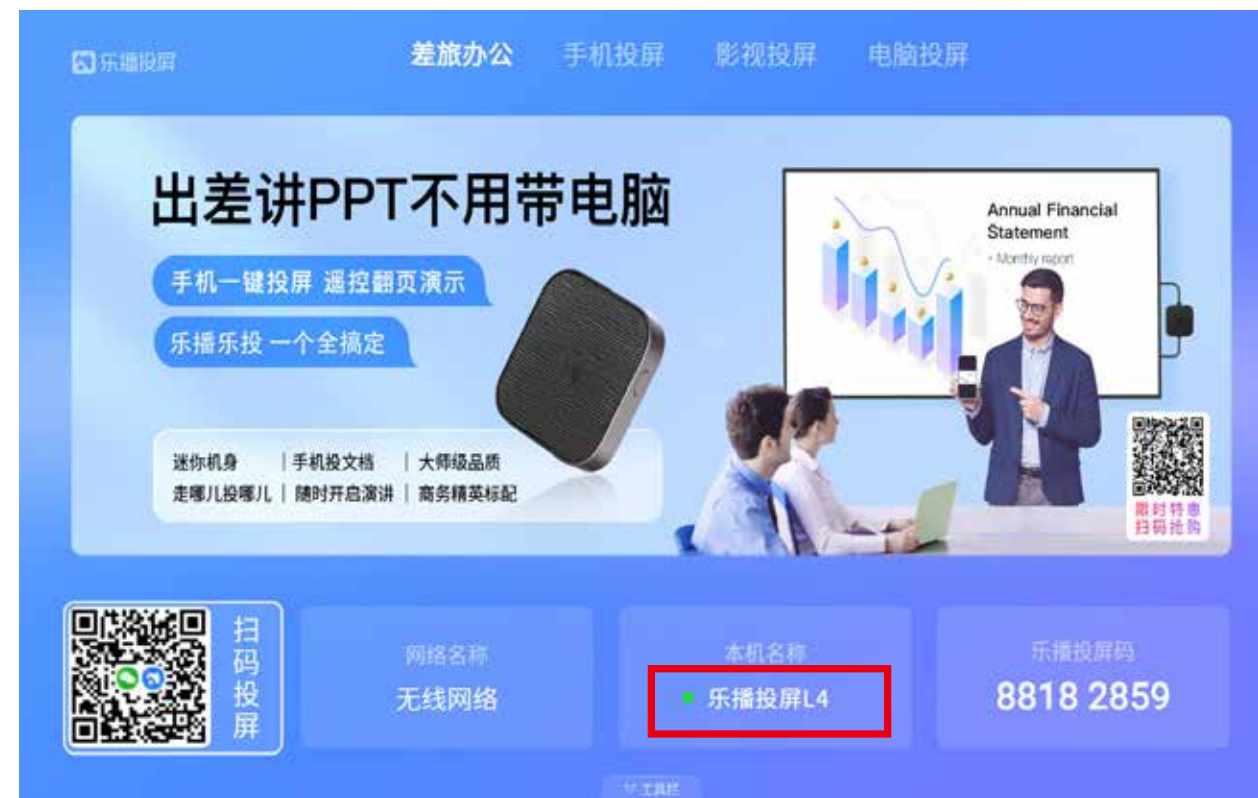 乐播投屏
差旅办公 手机投屏 影视投屏 电脑投屏
出差讲PPT不用带电脑
手机一键投屏 遥控翻页演示
乐播乐投 一个全搞定
迷你机身 | 手机投文档 | 大师级品质
走哪儿投哪儿 | 随时开启演讲 | 商务精英标配
Annual Financial
Statement
• Monthly report
限时特惠
扫码抢购
扫码投屏
网络名称
无线网络
本机名称
乐播投屏L4
乐播投屏码
8818 2859
工具栏